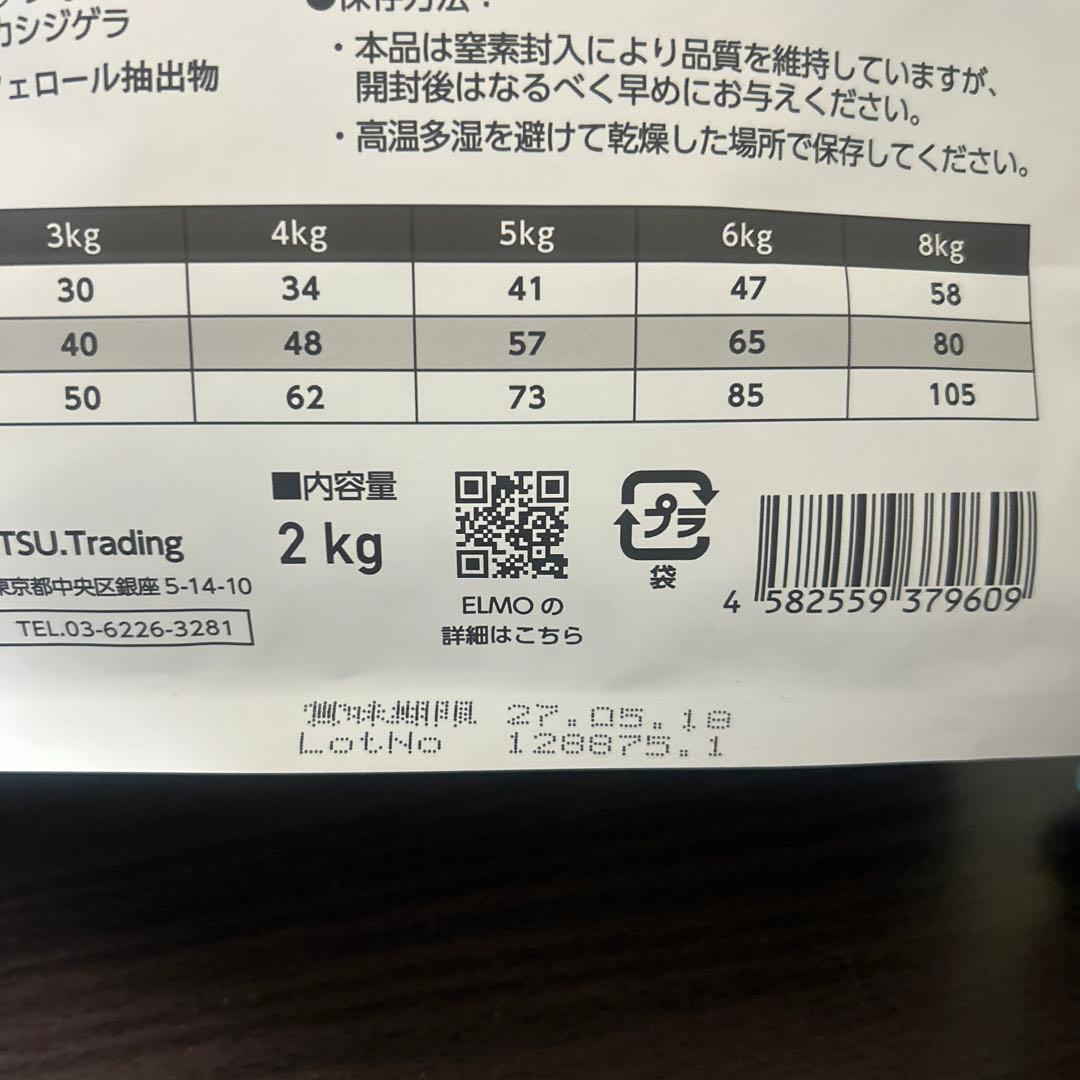 カシジゲラ
フェロール抽出物
●保存方法：
・本品は窒素封入により品質を維持していますが、
開封後はなるべく早めにお与えください。
・高温多湿を避けて乾燥した場所で保存してください。
3kg 4kg 5kg 6kg 8kg
30 34 41 47 58
40 48 57 65 80
50 62 73 85 105
■内容量
2 kg
TSU.Trading
東京都中央区銀座 5-14-10
TEL.03-6226-3281
ELMO の
詳細はこちら
プラ
袋
4 582559 379609
賞味期限 27.05.18
LotNo 128875.1